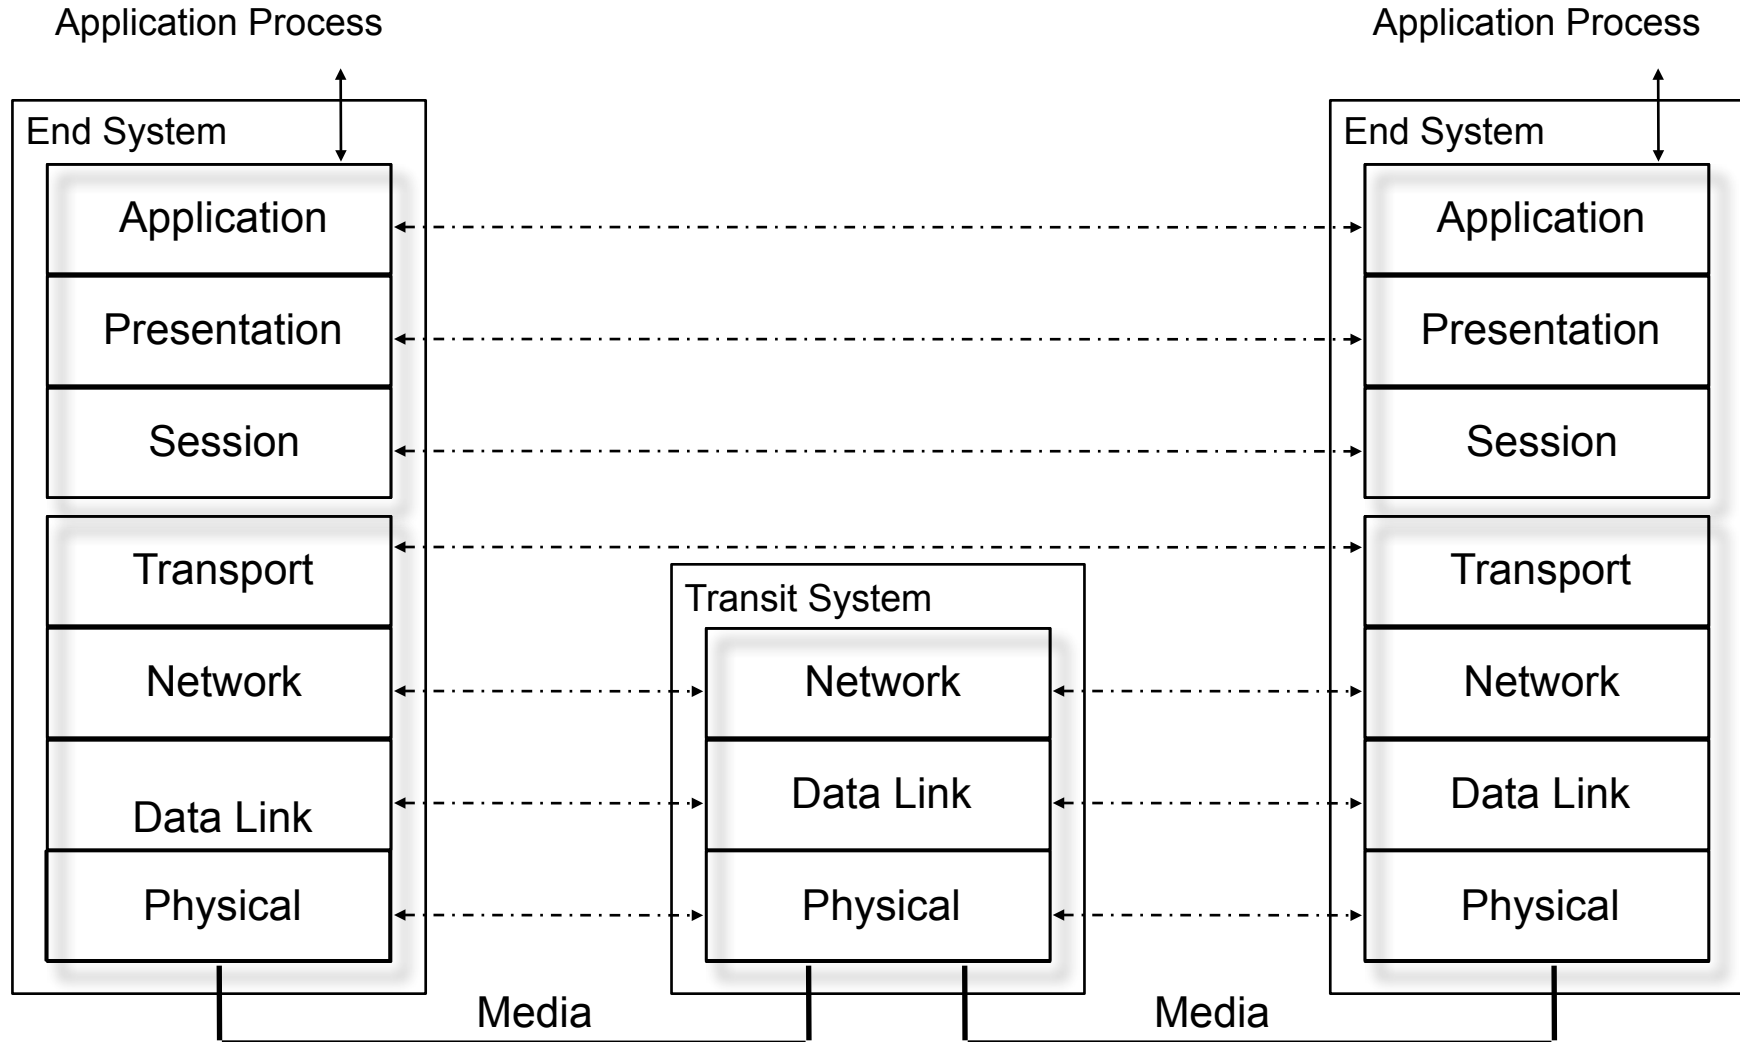 Application Process
End System
Application
Presentation
Session
Transport
Network
Data Link
Physical
Transit System
Network
Data Link
Physical
Application Process
End System
Application
Presentation
Session
Transport
Network
Data Link
Physical
Media
Media